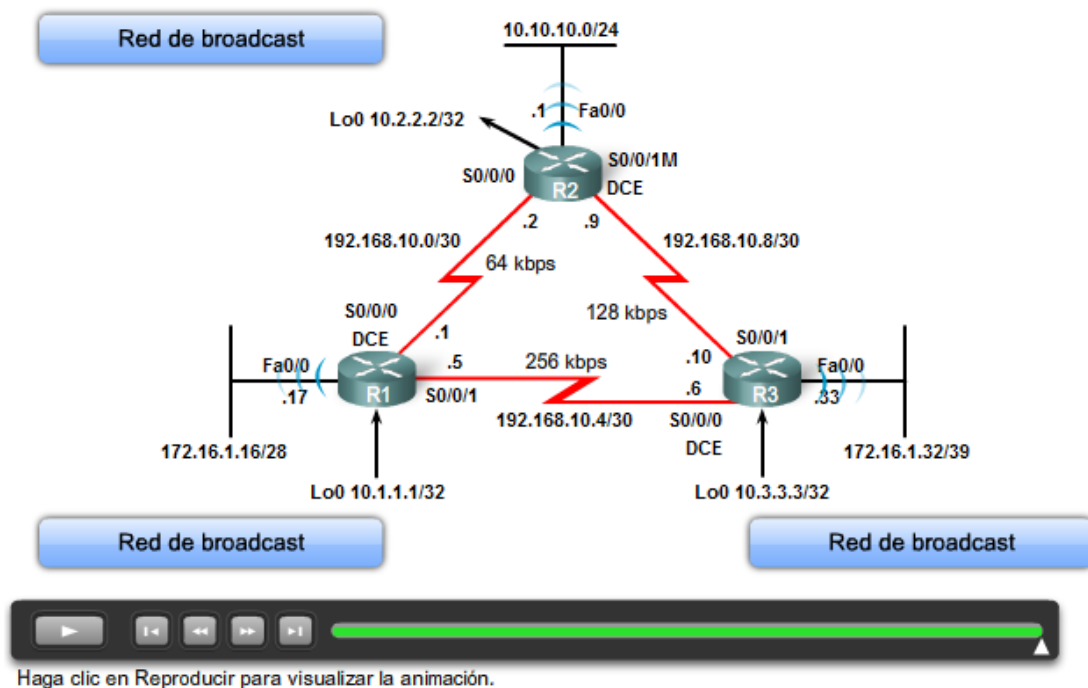 Red de broadcast
10.10.10.0/24
.1
Fa0/0
Lo0 10.2.2.2/32
S0/0/0
R2
S0/0/1M
DCE
.2
.9
192.168.10.0/30
192.168.10.8/30
64 kbps
128 kbps
S0/0/0
DCE
.1
S0/0/1
Fa0/0
.17
R1
.5
S0/0/1
256 kbps
.10
.6
R3
Fa0/0
.33
192.168.10.4/30
S0/0/0
DCE
172.16.1.16/28
172.16.1.32/39
Lo0 10.1.1.1/32
Lo0 10.3.3.3/32
Red de broadcast
Red de broadcast
Haga clic en Reproducir para visualizar la animación.